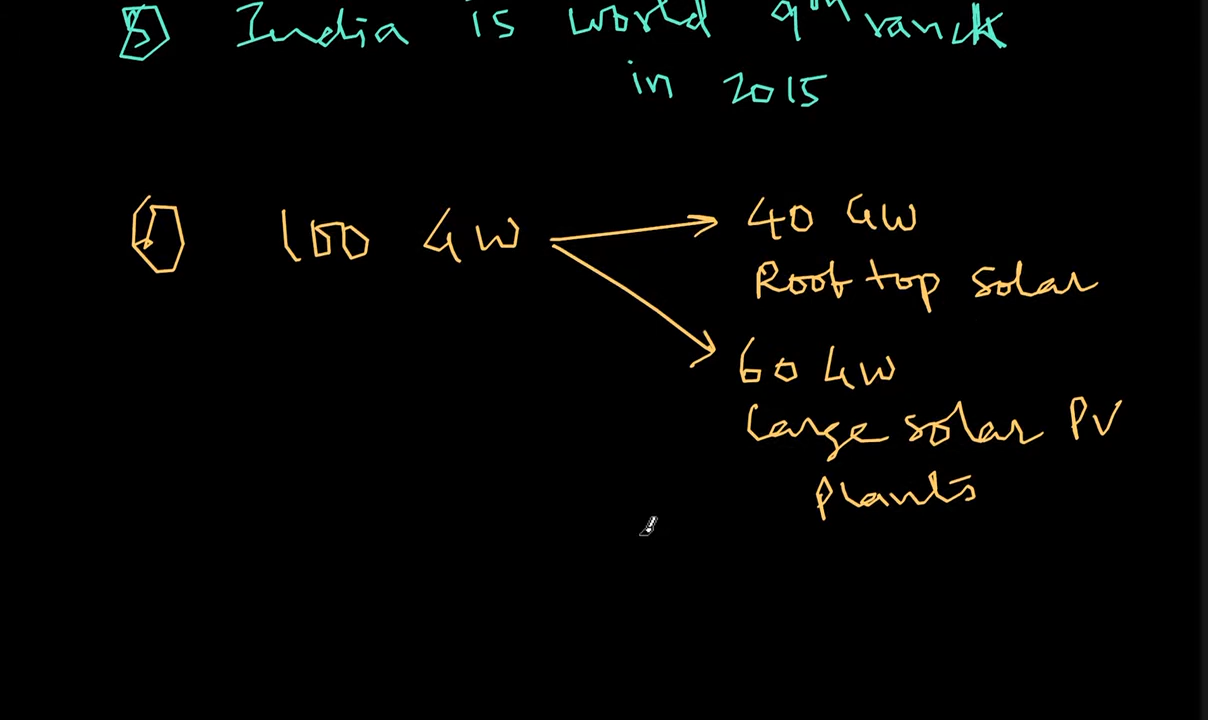 5 India is world 9th ranck
in 2015
6 100 GW 40 GW
Roof top solar
60 GW
Large solar PV
plants